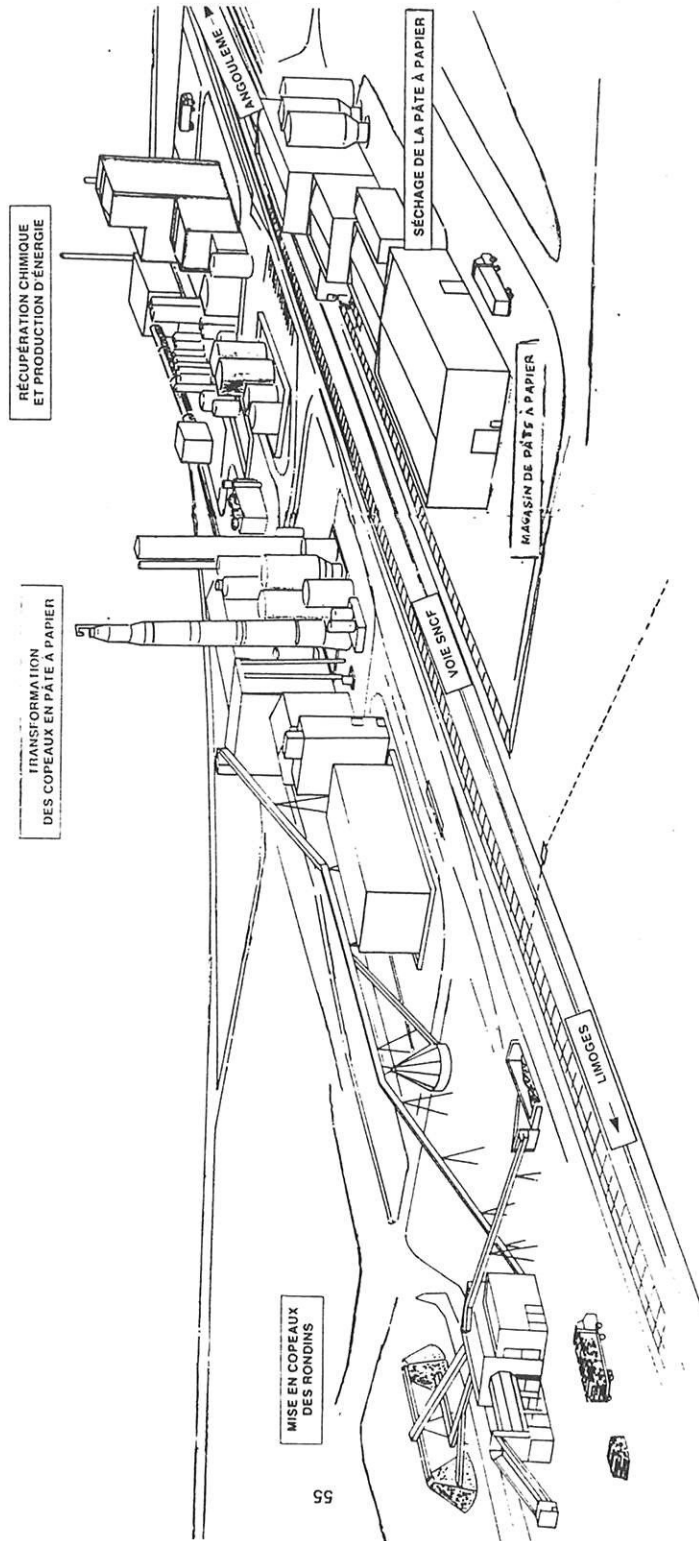 MISE EN COPEAUX
DES RONDINS
TRANSFORMATION
DES COPEAUX EN PÂTE À PAPIER
RÉCUPÉRATION CHIMIQUE
ET PRODUCTION D'ÉNERGIE
← LIMOGES
VOIE SNCF
ANGOULEME →
MAGASIN DE PÂTE À PAPIER
SÉCHAGE DE LA PÂTE À PAPIER
55